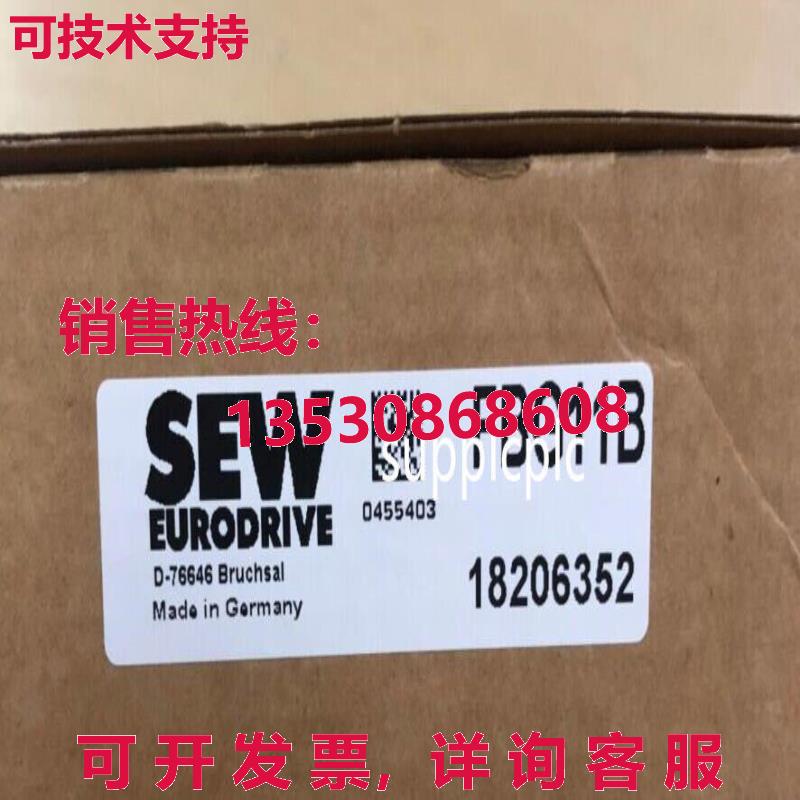 可技术支持
销售热线:
SEW
13530868608
supplcplc
EURODRIVE
0455403
D-76646 Bruchsal
Made in Germany
18206352
可开发票, 详询客服